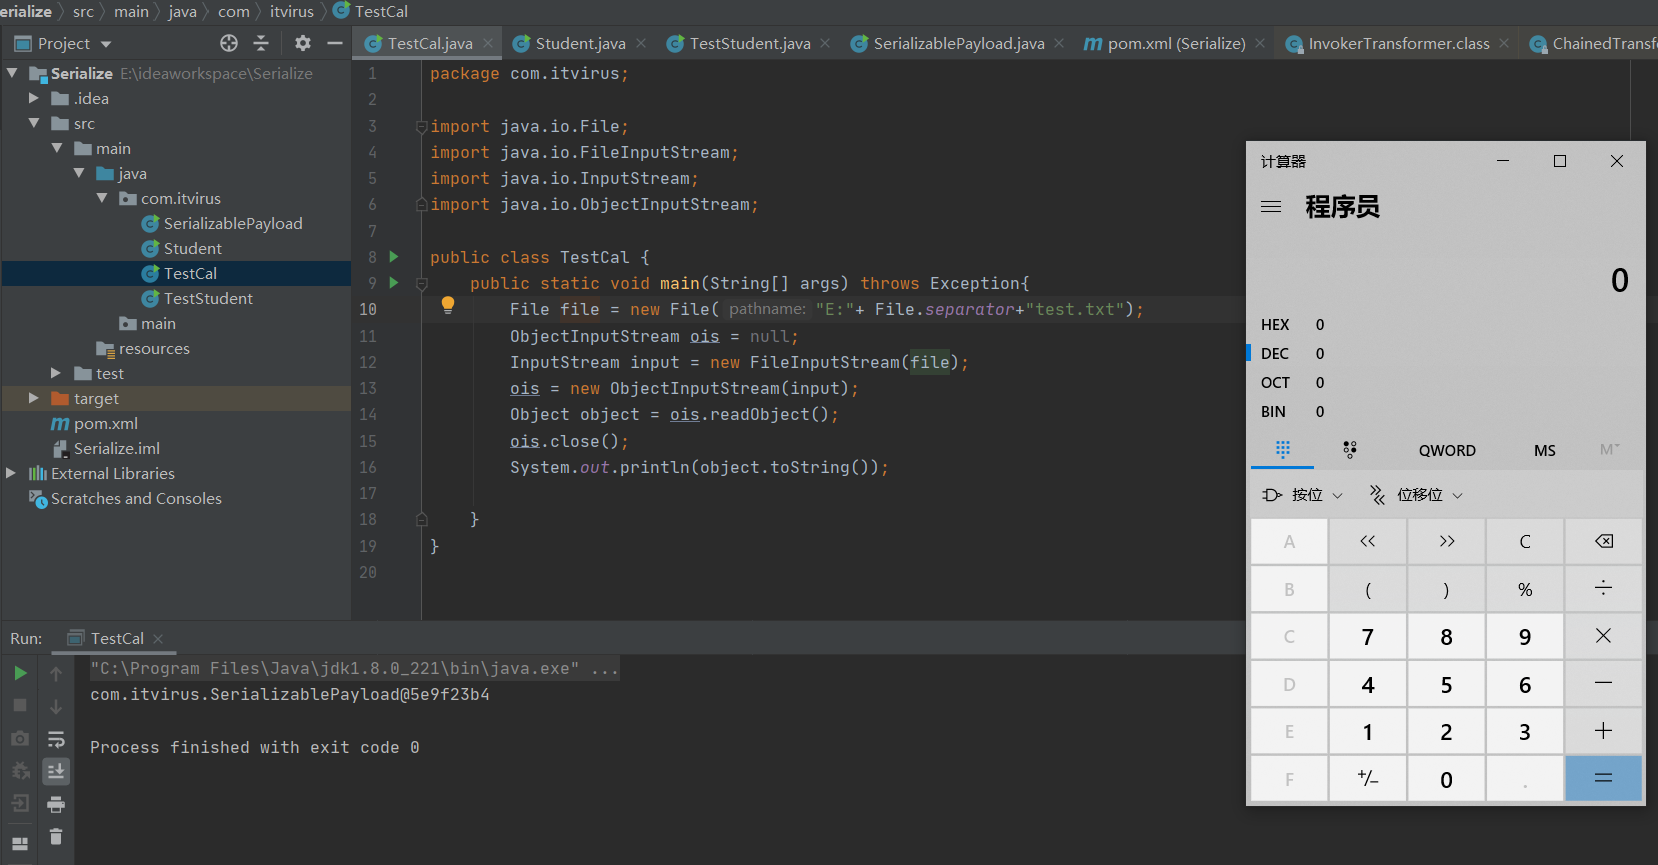 erialize src main java com itvirus TestCal
Project
TestCal.java Student.java TestStudent.java SerializablePayload.java pom.xml (Serialize) InvokerTransformer.class ChainedTransf
Serialize E:\ideaworkspace\Serialize
.idea
src
main
java
com.itvirus
SerializablePayload
Student
TestCal
TestStudent
main
resources
test
target
pom.xml
Serialize.iml
External Libraries
Scratches and Consoles
1 package com.itvirus;
2
3 import java.io.File;
4 import java.io.FileInputStream;
5 import java.io.InputStream;
6 import java.io.ObjectInputStream;
7
8 public class TestCal {
9 public static void main(String[] args) throws Exception{
10 File file = new File( pathname: "E:"+ File.separator+"test.txt");
11 ObjectInputStream ois = null;
12 InputStream input = new FileInputStream(file);
13 ois = new ObjectInputStream(input);
14 Object object = ois.readObject();
15 ois.close();
16 System.out.println(object.toString());
17
18 }
19 }
20
计算器
程序员
0
HEX 0
DEC 0
OCT 0
BIN 0
QWORD MS M˅
按位 位移位
A << >> C
B ( ) % ÷
C 7 8 9 ×
D 4 5 6 −
E 1 2 3 +
F +/− 0 . =
Run: TestCal
"C:\Program Files\Java\jdk1.8.0_221\bin\java.exe" ...
com.itvirus.SerializablePayload@5e9f23b4
Process finished with exit code 0